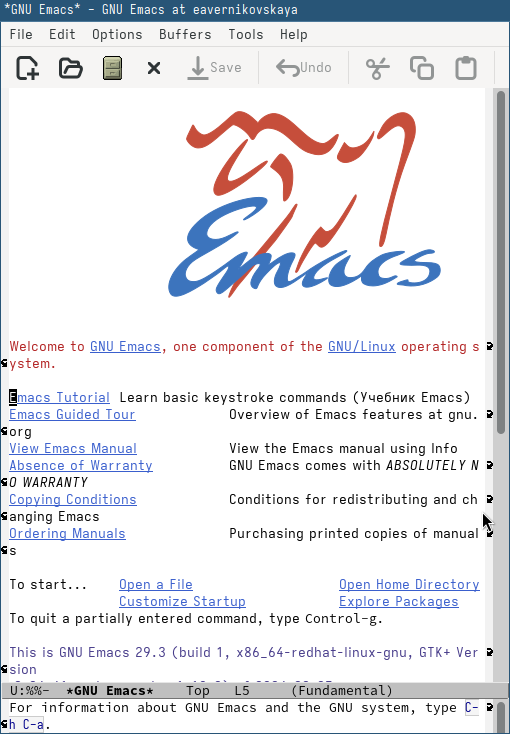 *GNU Emacs* – GNU Emacs at eavernikovskaya
File Edit Options Buffers Tools Help
Save Undo
Emacs
Welcome to GNU Emacs, one component of the GNU/Linux operating s
ystem.
Emacs Tutorial Learn basic keystroke commands (Учебник Emacs)
Emacs Guided Tour Overview of Emacs features at gnu.
org
View Emacs Manual View the Emacs manual using Info
Absence of Warranty GNU Emacs comes with ABSOLUTELY N
O WARRANTY
Copying Conditions Conditions for redistributing and ch
anging Emacs
Ordering Manuals Purchasing printed copies of manual
s
To start... Open a File Open Home Directory
Customize Startup Explore Packages
To quit a partially entered command, type Control-g.
This is GNU Emacs 29.3 (build 1, x86_64-redhat-linux-gnu, GTK+ Ver
sion
U:%%- *GNU Emacs* Top L5 (Fundamental)
For information about GNU Emacs and the GNU system, type C-
h C-a.